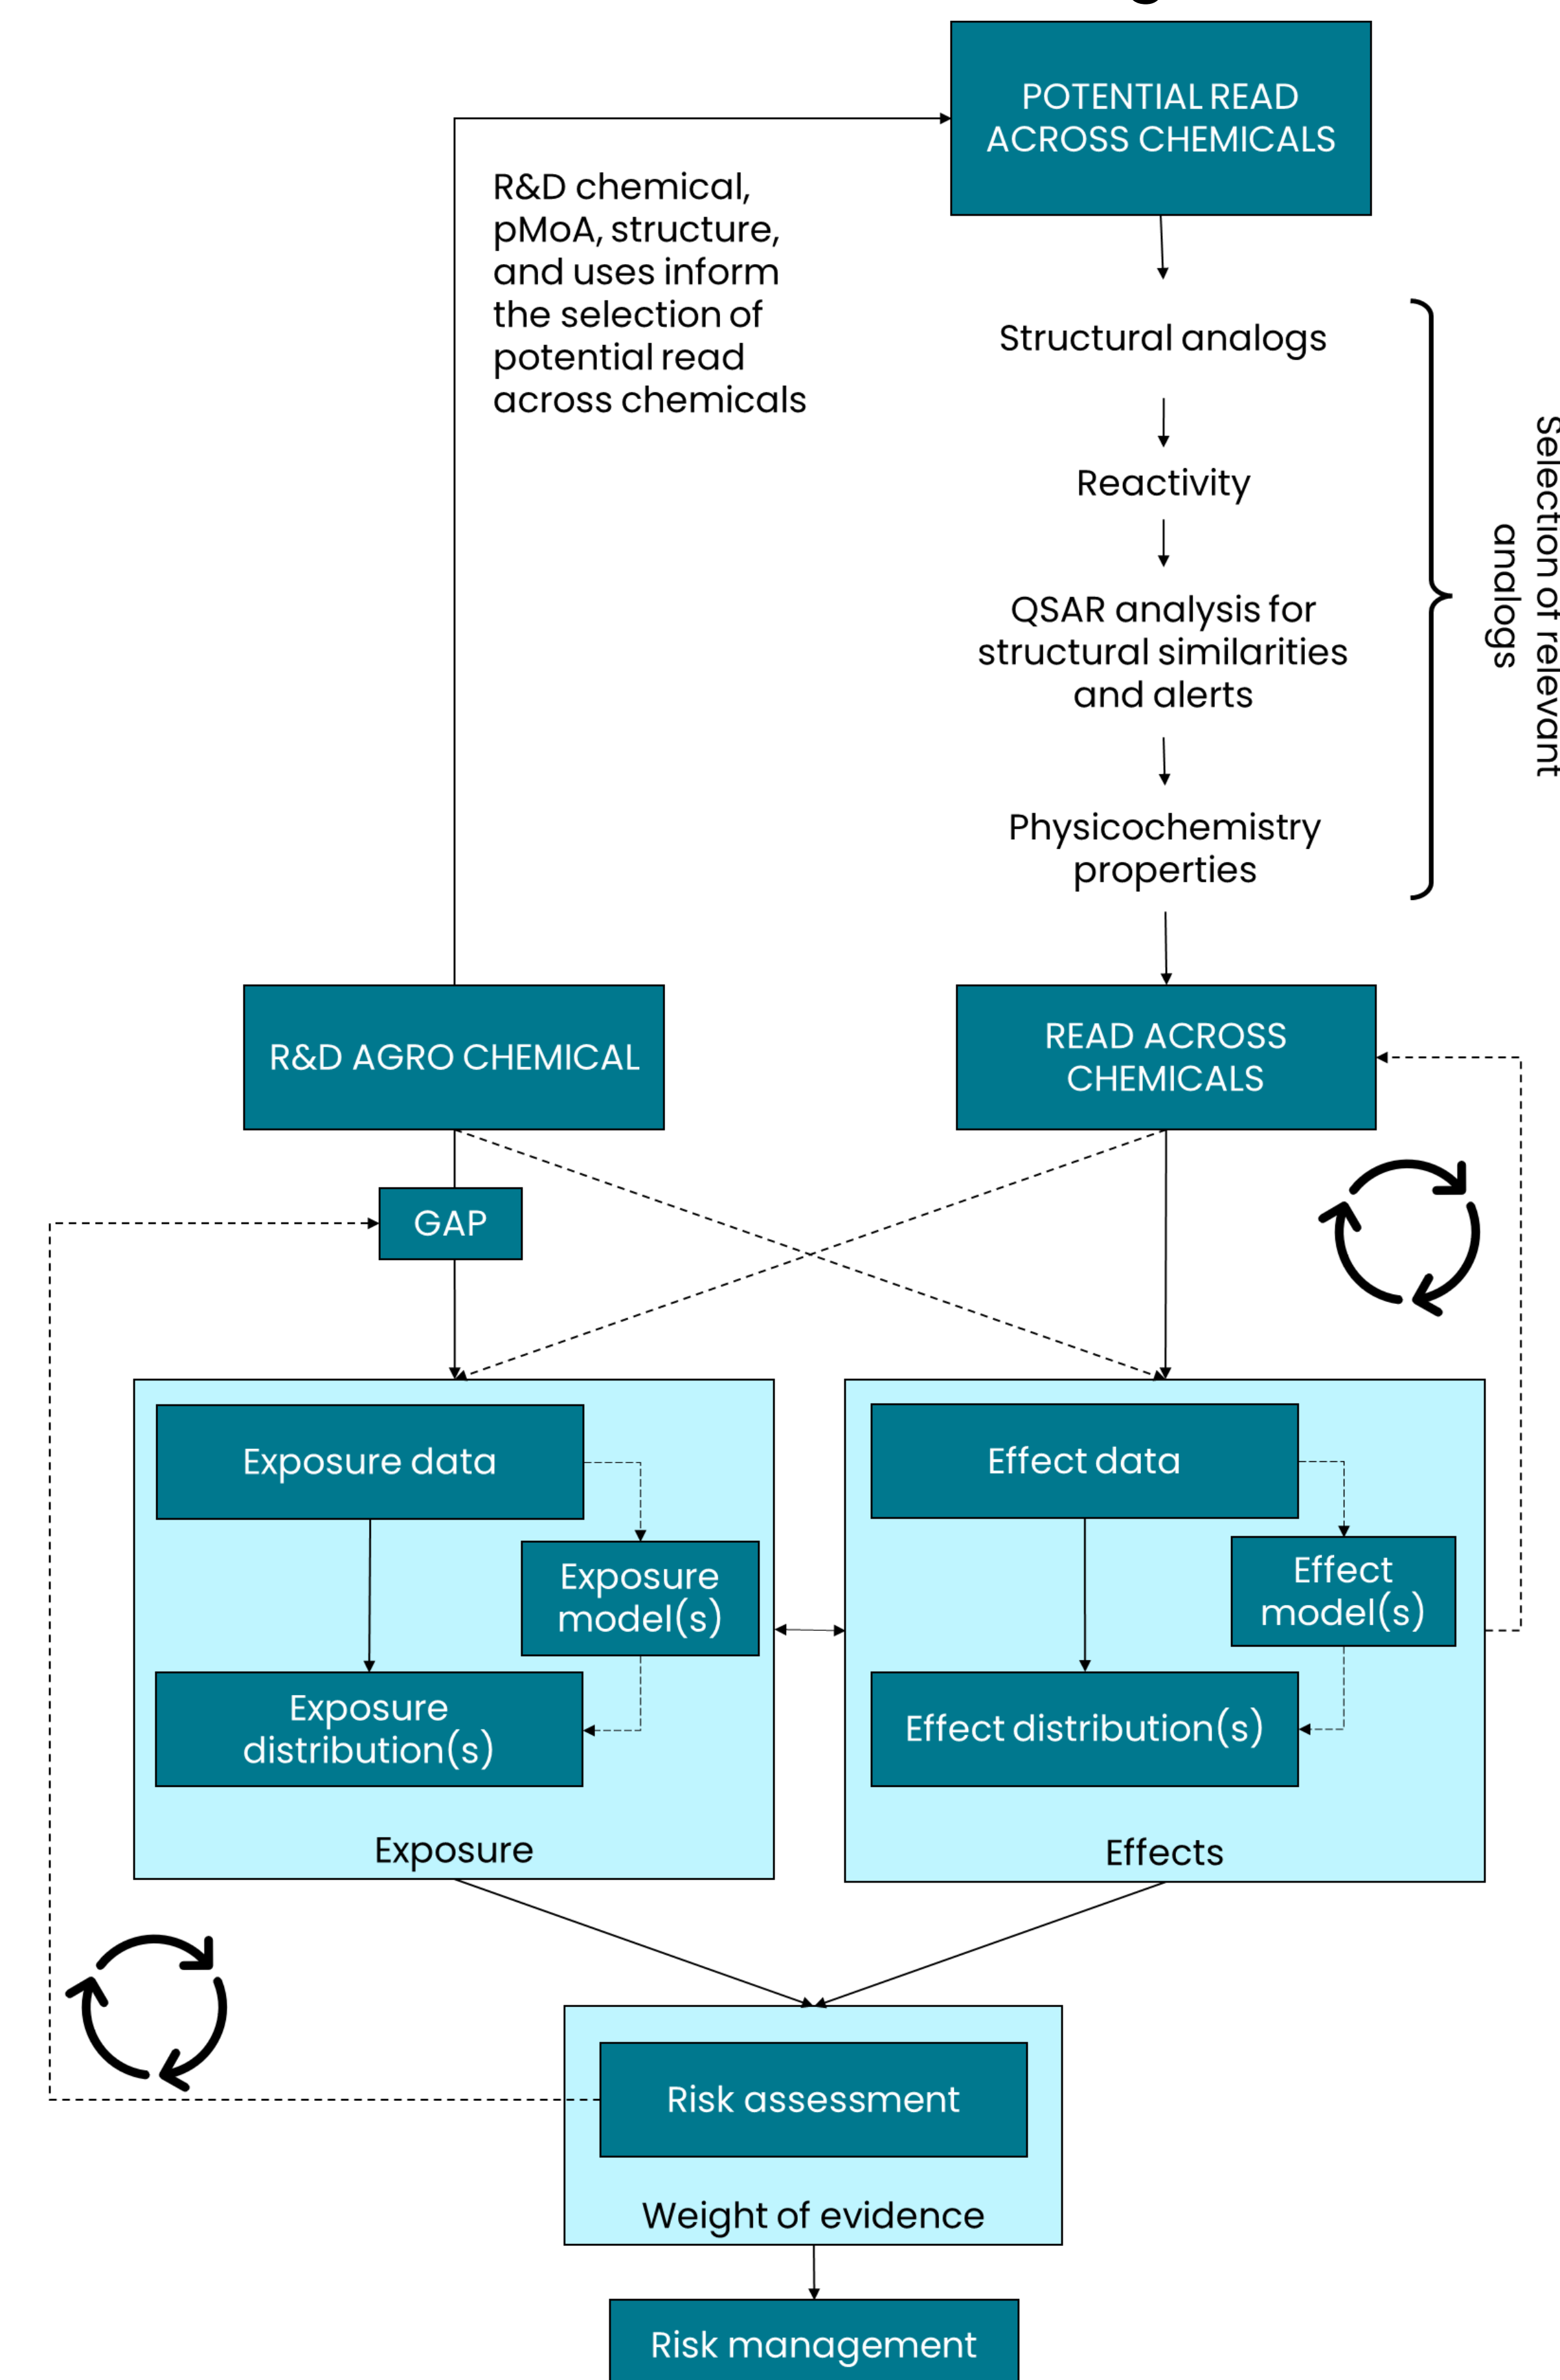 POTENTIAL READ
ACROSS CHEMICALS
R&D chemical,
pMoA, structure,
and uses inform
the selection of
potential read
across chemicals
Structural analogs
Reactivity
QSAR analysis for
structural similarities
and alerts
Physicochemistry
properties
Selection of relevant
analogs
R&D AGRO CHEMICAL
READ ACROSS
CHEMICALS
GAP
Exposure data
Exposure
model(s)
Exposure
distribution(s)
Exposure
Effect data
Effect
model(s)
Effect distribution(s)
Effects
Risk assessment
Weight of evidence
Risk management